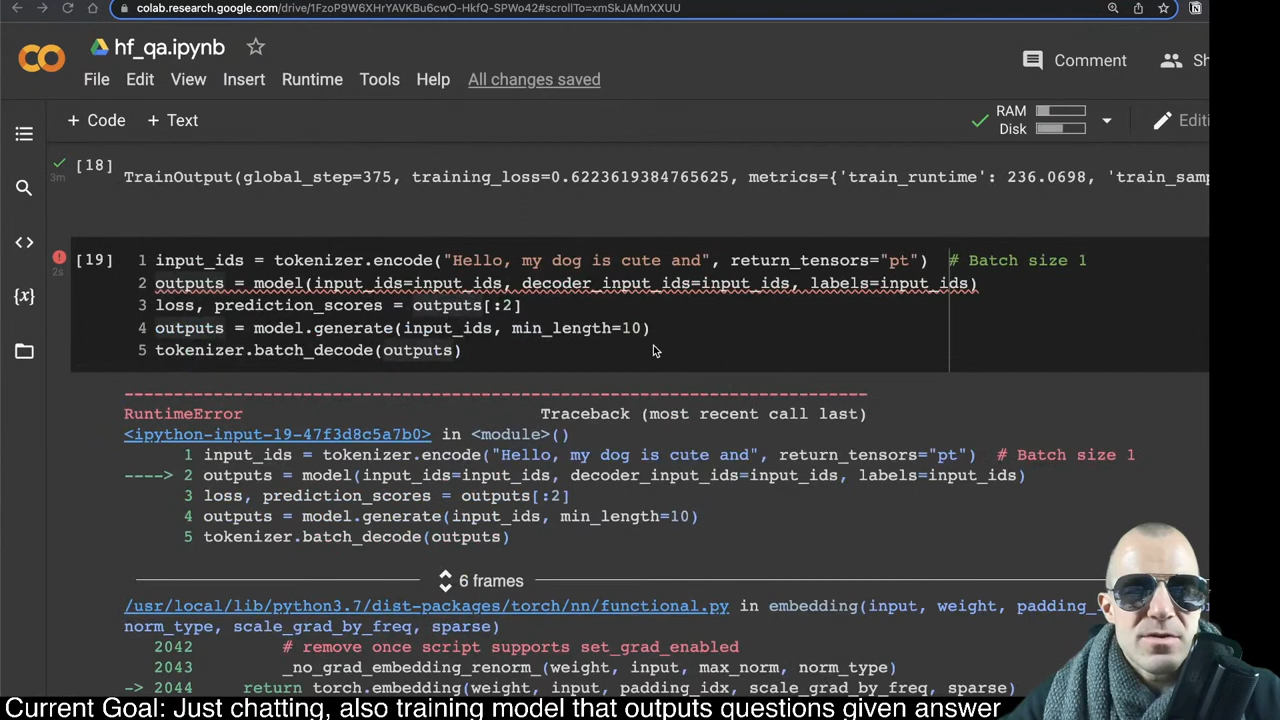 colab.research.google.com/drive/1FzoP9W6XHrYAVKBu6cwO-HkfQ-SPWo42#scrollTo=xmSkJAMnXXUU
hf_qa.ipynb
Comment
Sh
File Edit View Insert Runtime Tools Help All changes saved
+ Code + Text
RAM
Disk
Editi
[18]
3m
TrainOutput(global_step=375, training_loss=0.6223619384765625, metrics={'train_runtime': 236.0698, 'train_samp
[19]
2s
1 input_ids = tokenizer.encode("Hello, my dog is cute and", return_tensors="pt")  # Batch size 1
2 outputs = model(input_ids=input_ids, decoder_input_ids=input_ids, labels=input_ids)
3 loss, prediction_scores = outputs[:2]
4 outputs = model.generate(input_ids, min_length=10)
5 tokenizer.batch_decode(outputs)
---------------------------------------------------------------------------
RuntimeError                              Traceback (most recent call last)
<ipython-input-19-47f3d8c5a7b0> in <module>()
      1 input_ids = tokenizer.encode("Hello, my dog is cute and", return_tensors="pt")  # Batch size 1
----> 2 outputs = model(input_ids=input_ids, decoder_input_ids=input_ids, labels=input_ids)
      3 loss, prediction_scores = outputs[:2]
      4 outputs = model.generate(input_ids, min_length=10)
      5 tokenizer.batch_decode(outputs)
6 frames
/usr/local/lib/python3.7/dist-packages/torch/nn/functional.py in embedding(input, weight, padding_
norm_type, scale_grad_by_freq, sparse)
   2042         # remove once script supports set_grad_enabled
   2043         _no_grad_embedding_renorm_(weight, input, max_norm, norm_type)
-> 2044     return torch.embedding(weight, input, padding_idx, scale_grad_by_freq, sparse)
Current Goal: Just chatting, also training model that outputs questions given answer